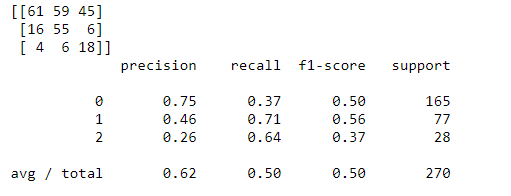 [[61 59 45]
 [16 55  6]
 [ 4  6 18]]
             precision    recall  f1-score   support

          0       0.75      0.37      0.50       165
          1       0.46      0.71      0.56        77
          2       0.26      0.64      0.37        28

avg / total       0.62      0.50      0.50       270